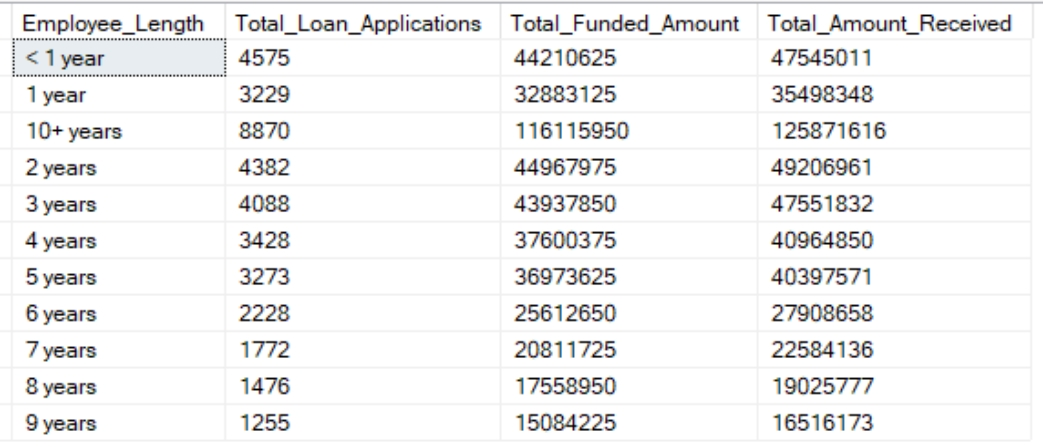 Employee_Length Total_Loan_Applications Total_Funded_Amount Total_Amount_Received
< 1 year 4575 44210625 47545011
1 year 3229 32883125 35498348
10+ years 8870 116115950 125871616
2 years 4382 44967975 49206961
3 years 4088 43937850 47551832
4 years 3428 37600375 40964850
5 years 3273 36973625 40397571
6 years 2228 25612650 27908658
7 years 1772 20811725 22584136
8 years 1476 17558950 19025777
9 years 1255 15084225 16516173